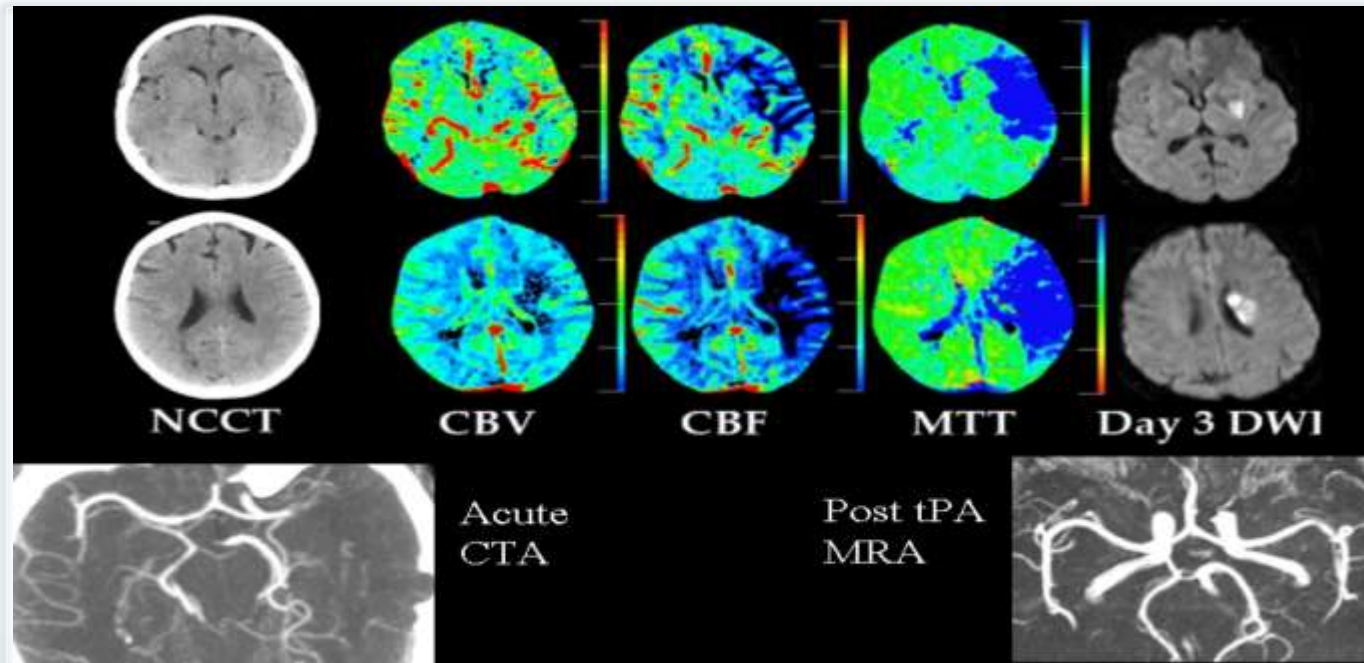 NCCT
CBV
CBF
MTT
Day 3 DWI
Acute
CTA
Post tPA
MRA